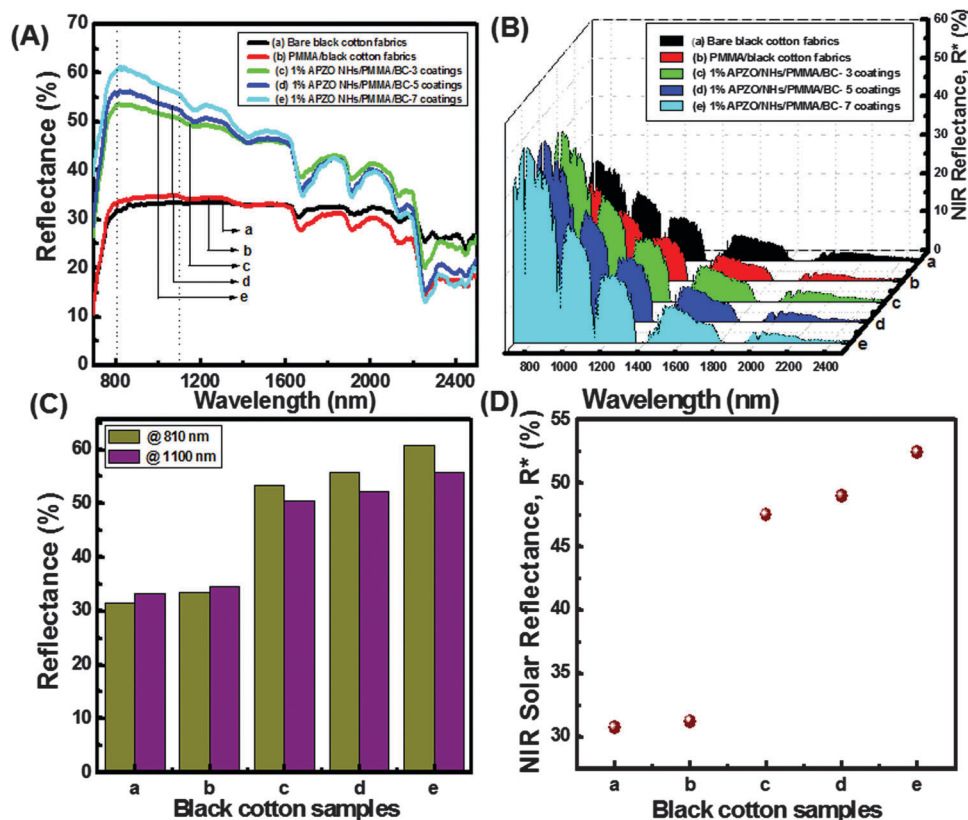 (A)
Reflectance (%)
70
60
50
40
30
20
10
0
(a) Bare black cotton fabrics
(b) PMMA/black cotton fabrics
(c) 1% APZO NHs/PMMA/BC-3 coatings
(d) 1% APZO NHs/PMMA/BC-5 coatings
(e) 1% APZO NHs/PMMA/BC-7 coatings
a
b
c
d
e
800 1200 1600 2000 2400
Wavelength (nm)
(B)
(a) Bare black cotton fabrics
(b) PMMA/black cotton fabrics
(c) 1% APZO/NHs/PMMA/BC- 3 coatings
(d) 1% APZO/NHs/PMMA/BC- 5 coatings
(e) 1% APZO/NHs/PMMA/BC- 7 coatings
60
50
40
30
20
10
0
NIR Reflectance, R* (%)
a
b
c
d
e
800 1000 1200 1400 1600 1800 2000 2200 2400
Wavelength (nm)
(C)
Reflectance (%)
60
50
40
30
20
10
0
@ 810 nm
@ 1100 nm
a b c d e
Black cotton samples
(D)
NIR Solar Reflectance, R* (%)
55
50
45
40
35
30
a b c d e
Black cotton samples